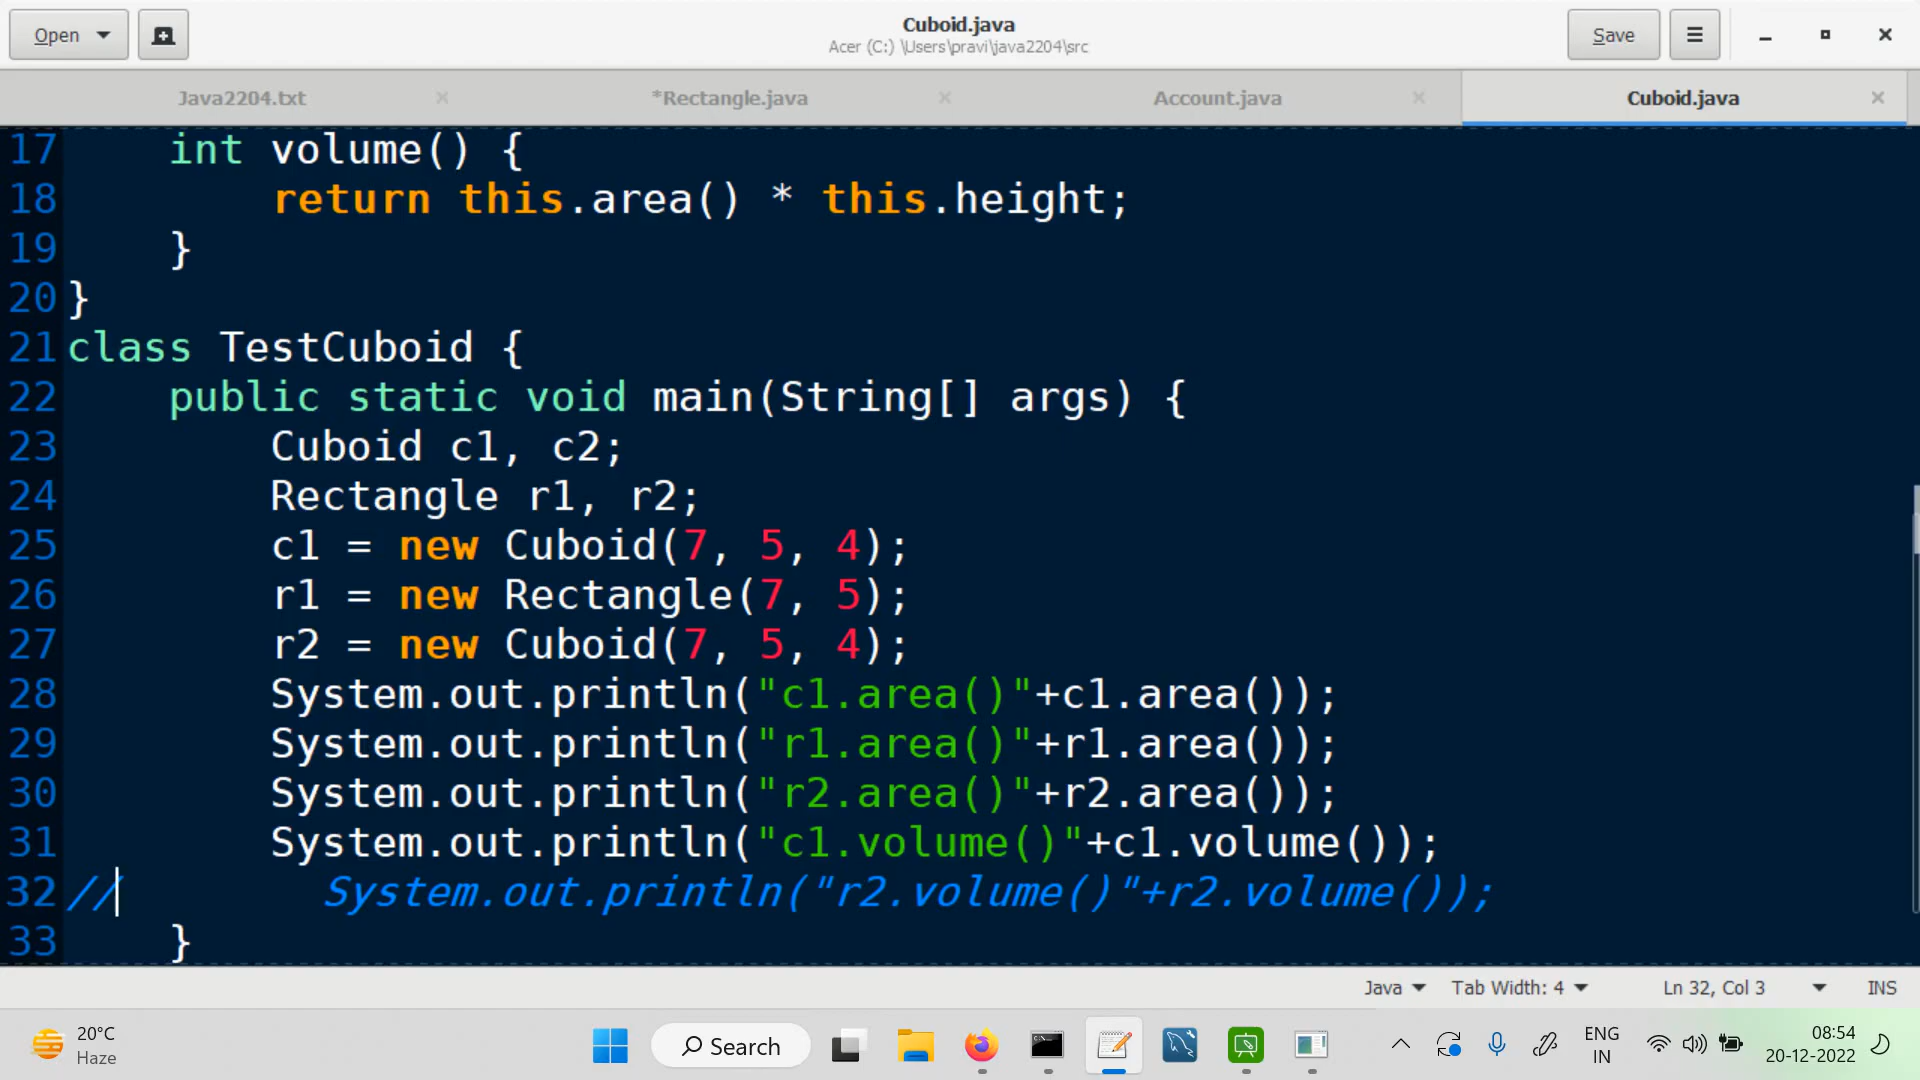 Open
Cuboid.java
Acer (C:) \Users\pravi\java2204\src
Save
Java2204.txt
*Rectangle.java
Account.java
Cuboid.java
17 int volume() {
18 return this.area() * this.height;
19 }
20 }
21 class TestCuboid {
22 public static void main(String[] args) {
23 Cuboid c1, c2;
24 Rectangle r1, r2;
25 c1 = new Cuboid(7, 5, 4);
26 r1 = new Rectangle(7, 5);
27 r2 = new Cuboid(7, 5, 4);
28 System.out.println("c1.area()"+c1.area());
29 System.out.println("r1.area()"+r1.area());
30 System.out.println("r2.area()"+r2.area());
31 System.out.println("c1.volume()"+c1.volume());
32 // System.out.println("r2.volume()"+r2.volume());
33 }
Java
Tab Width: 4
Ln 32, Col 3
INS
20°C
Haze
Search
ENG
IN
08:54
20-12-2022